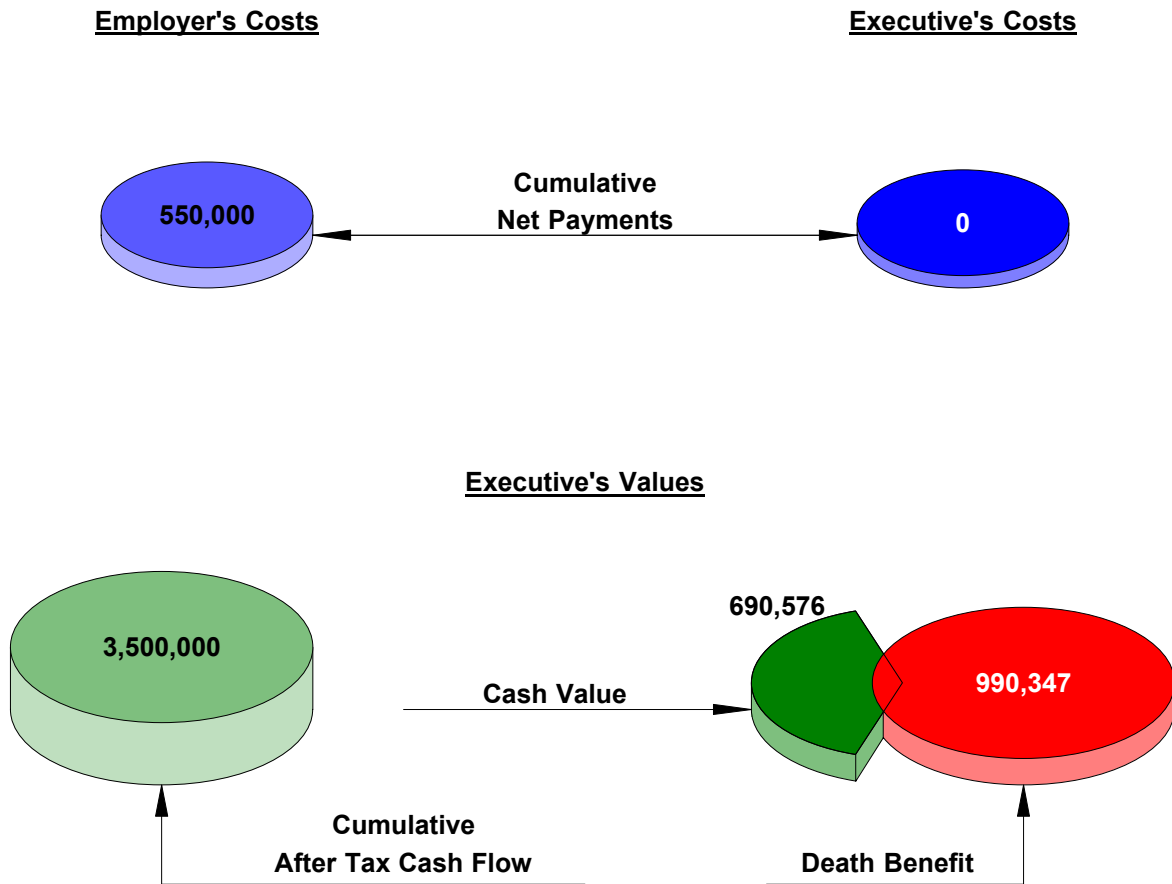 Employer's Costs
Executive's Costs
550,000
Cumulative
Net Payments
0
Executive's Values
3,500,000
690,576
Cash Value
990,347
Cumulative
After Tax Cash Flow
Death Benefit